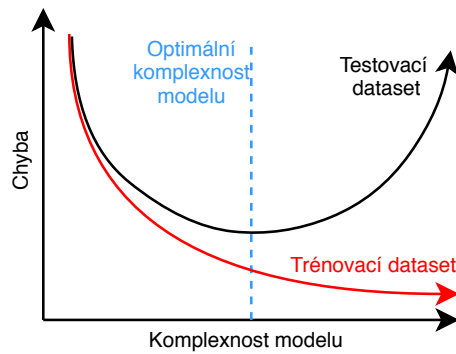 Optimální
komplexnost
modelu
Testovací
dataset
Chyba
Trénovací dataset
Komplexnost modelu